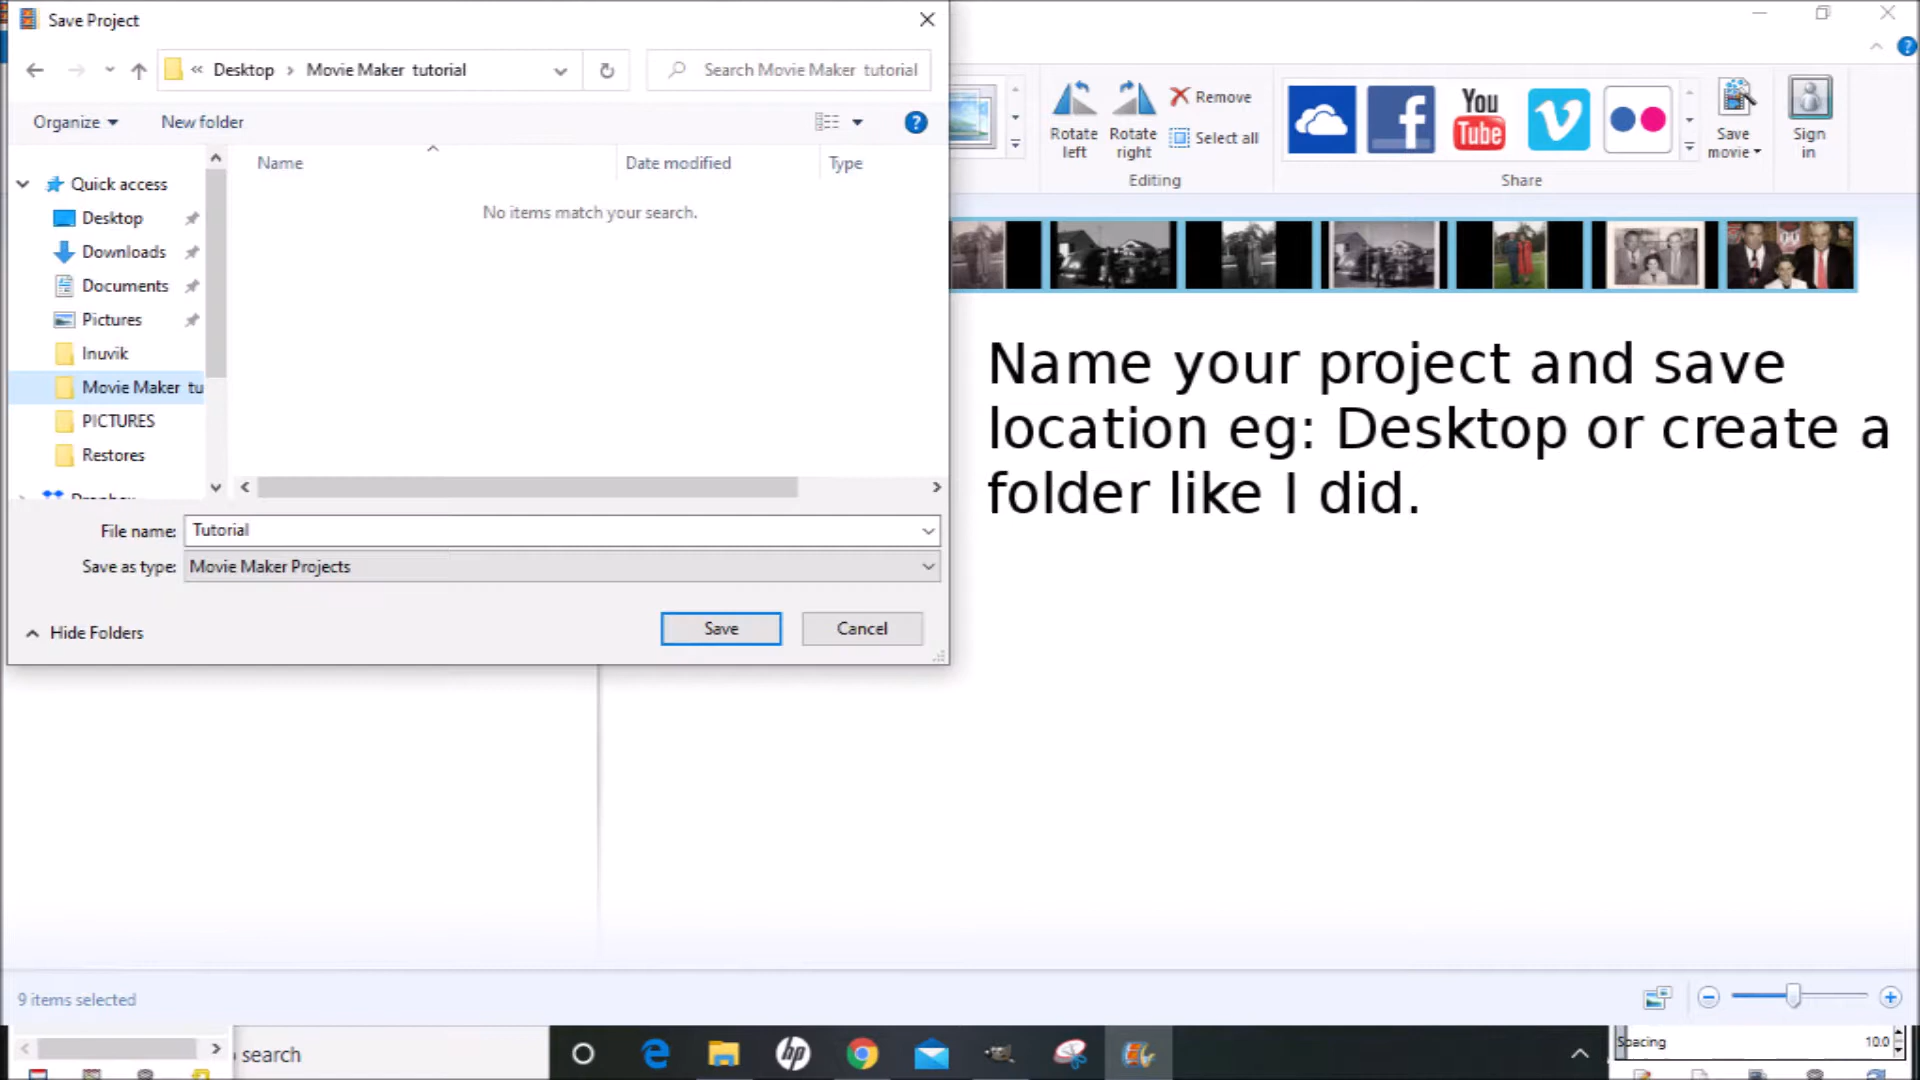 Save Project
« Desktop › Movie Maker tutorial
Search Movie Maker tutorial
Organize
New folder
Name
Date modified
Type
No items match your search.
Quick access
Desktop
Downloads
Documents
Pictures
Inuvik
Movie Maker tu
PICTURES
Restores
File name:
Tutorial
Save as type:
Movie Maker Projects
Hide Folders
Save
Cancel
Rotate
left
Rotate
right
Remove
Select all
Editing
You
Tube
Share
Save
movie
Sign
in
Name your project and save
location eg: Desktop or create a
folder like I did.
9 items selected
search
hp
Spacing
10.0